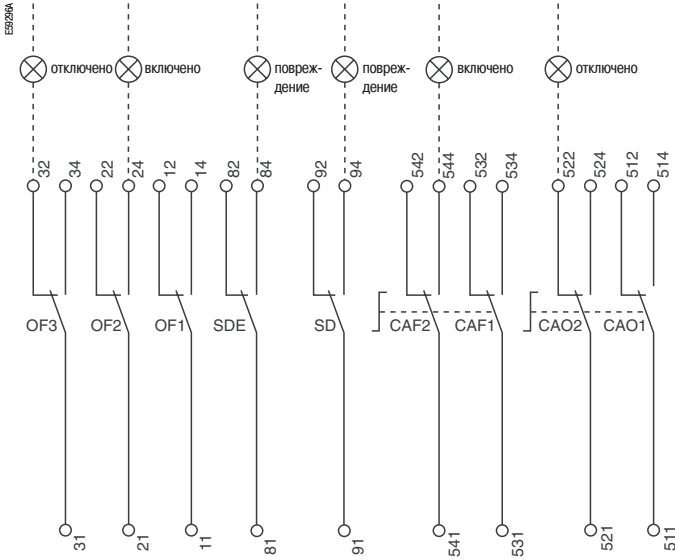 E59296A
отключено
включено
повреж-
дение
повреж-
дение
включено
отключено
32
34
22
24
12
14
82
84
92
94
542
544
532
534
522
524
512
514
OF3
OF2
OF1
SDE
SD
CAF2
CAF1
CAO2
CAO1
31
21
11
81
91
541
531
521
511